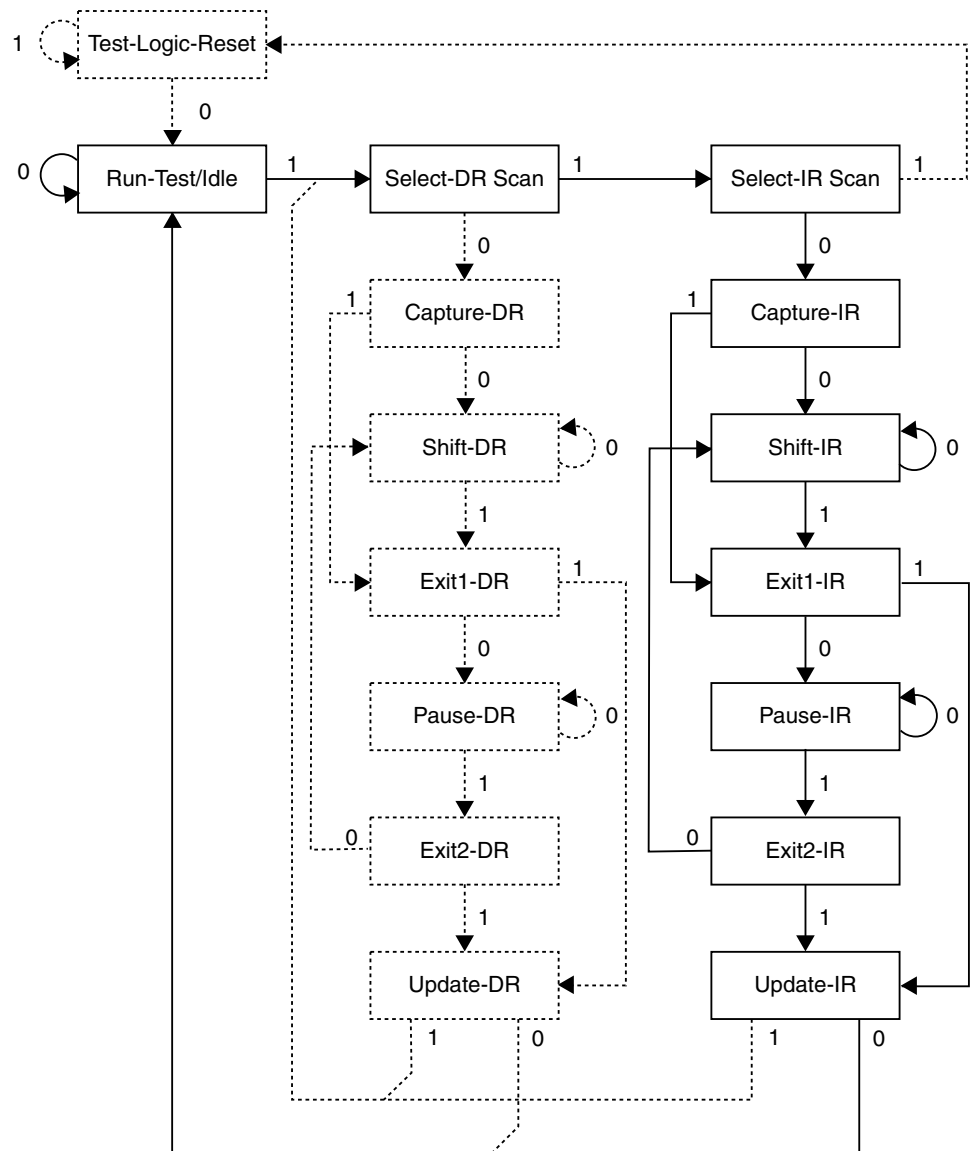 1
Test-Logic-Reset
0
0
Run-Test/Idle
1
Select-DR Scan
1
Select-IR Scan
1
0
0
1
Capture-DR
1
Capture-IR
0
0
Shift-DR
0
Shift-IR
0
1
1
Exit1-DR
1
Exit1-IR
1
0
0
Pause-DR
0
Pause-IR
0
1
1
0
Exit2-DR
0
Exit2-IR
1
1
Update-DR
Update-IR
1
0
1
0